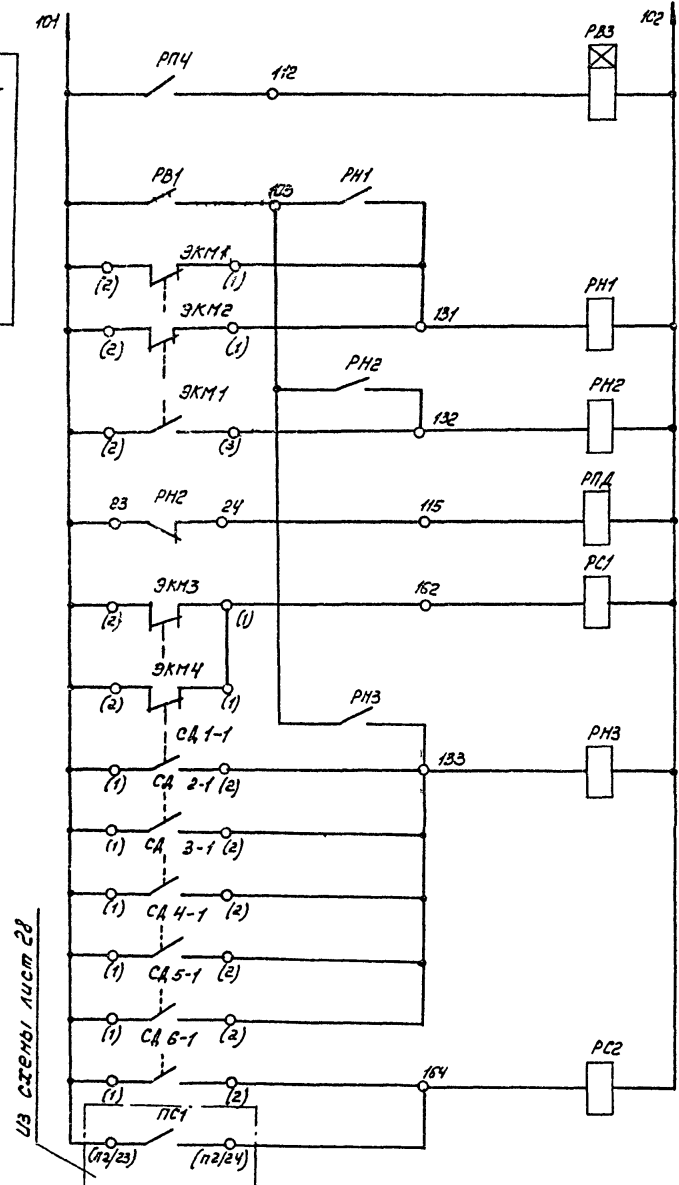 101
102
РВ3
РП4
112
РВ1
103
РН1
ЭКМ1
(2)
(1)
ЭКМ2
131
РН1
(2)
(1)
РН2
ЭКМ1
132
РН2
(2)
(3)
23
РН2
24
115
РПД
ЭКМ3
162
РС1
(2)
(1)
ЭКМ4
(2)
(1)
РН3
СД 1-1
133
РН3
(1)
СД 2-1
(2)
(1)
СД 3-1
(2)
(1)
СД 4-1
(2)
(1)
СД 5-1
(2)
(1)
СД 6-1
(2)
164
РС2
(1)
(2)
ПС1
(П2/23)
(П2/24)
Из схемы лист 28